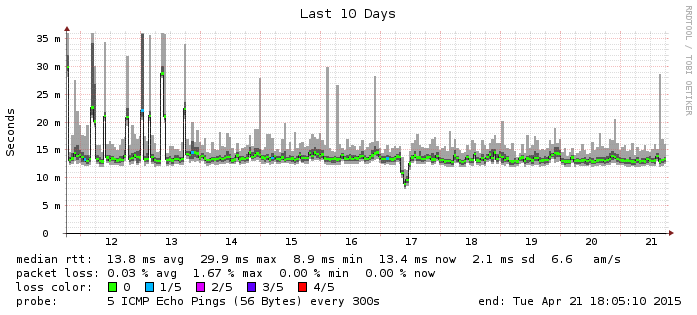 Last 10 Days
RRDTOOL / TOBI OETIKER
Seconds
35 m
30 m
25 m
20 m
15 m
10 m
5 m
0
12 13 14 15 16 17 18 19 20 21
median rtt: 13.8 ms avg 29.9 ms max 8.9 ms min 13.4 ms now 2.1 ms sd 6.6 am/s
packet loss: 0.03 % avg 1.67 % max 0.00 % min 0.00 % now
loss color: 0 1/5 2/5 3/5 4/5
probe: 5 ICMP Echo Pings (56 Bytes) every 300s end: Tue Apr 21 18:05:10 2015